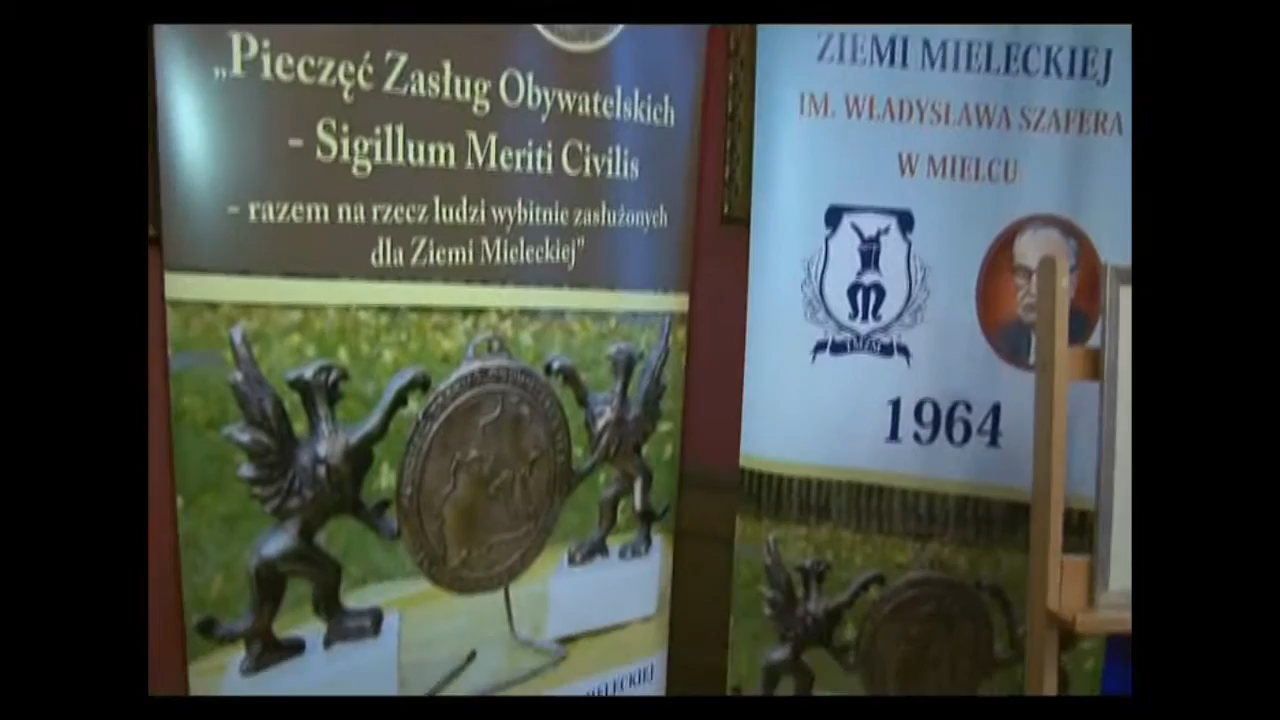 „Pieczęć Zasług Obywatelskich
- Sigillum Meriti Civilis
- razem na rzecz ludzi wybitnie zasłużonych
dla Ziemi Mieleckiej"
ZIEMI MIELECKIEJ
IM. WŁADYSŁAWA SZAFERA
W MIELCU
1964